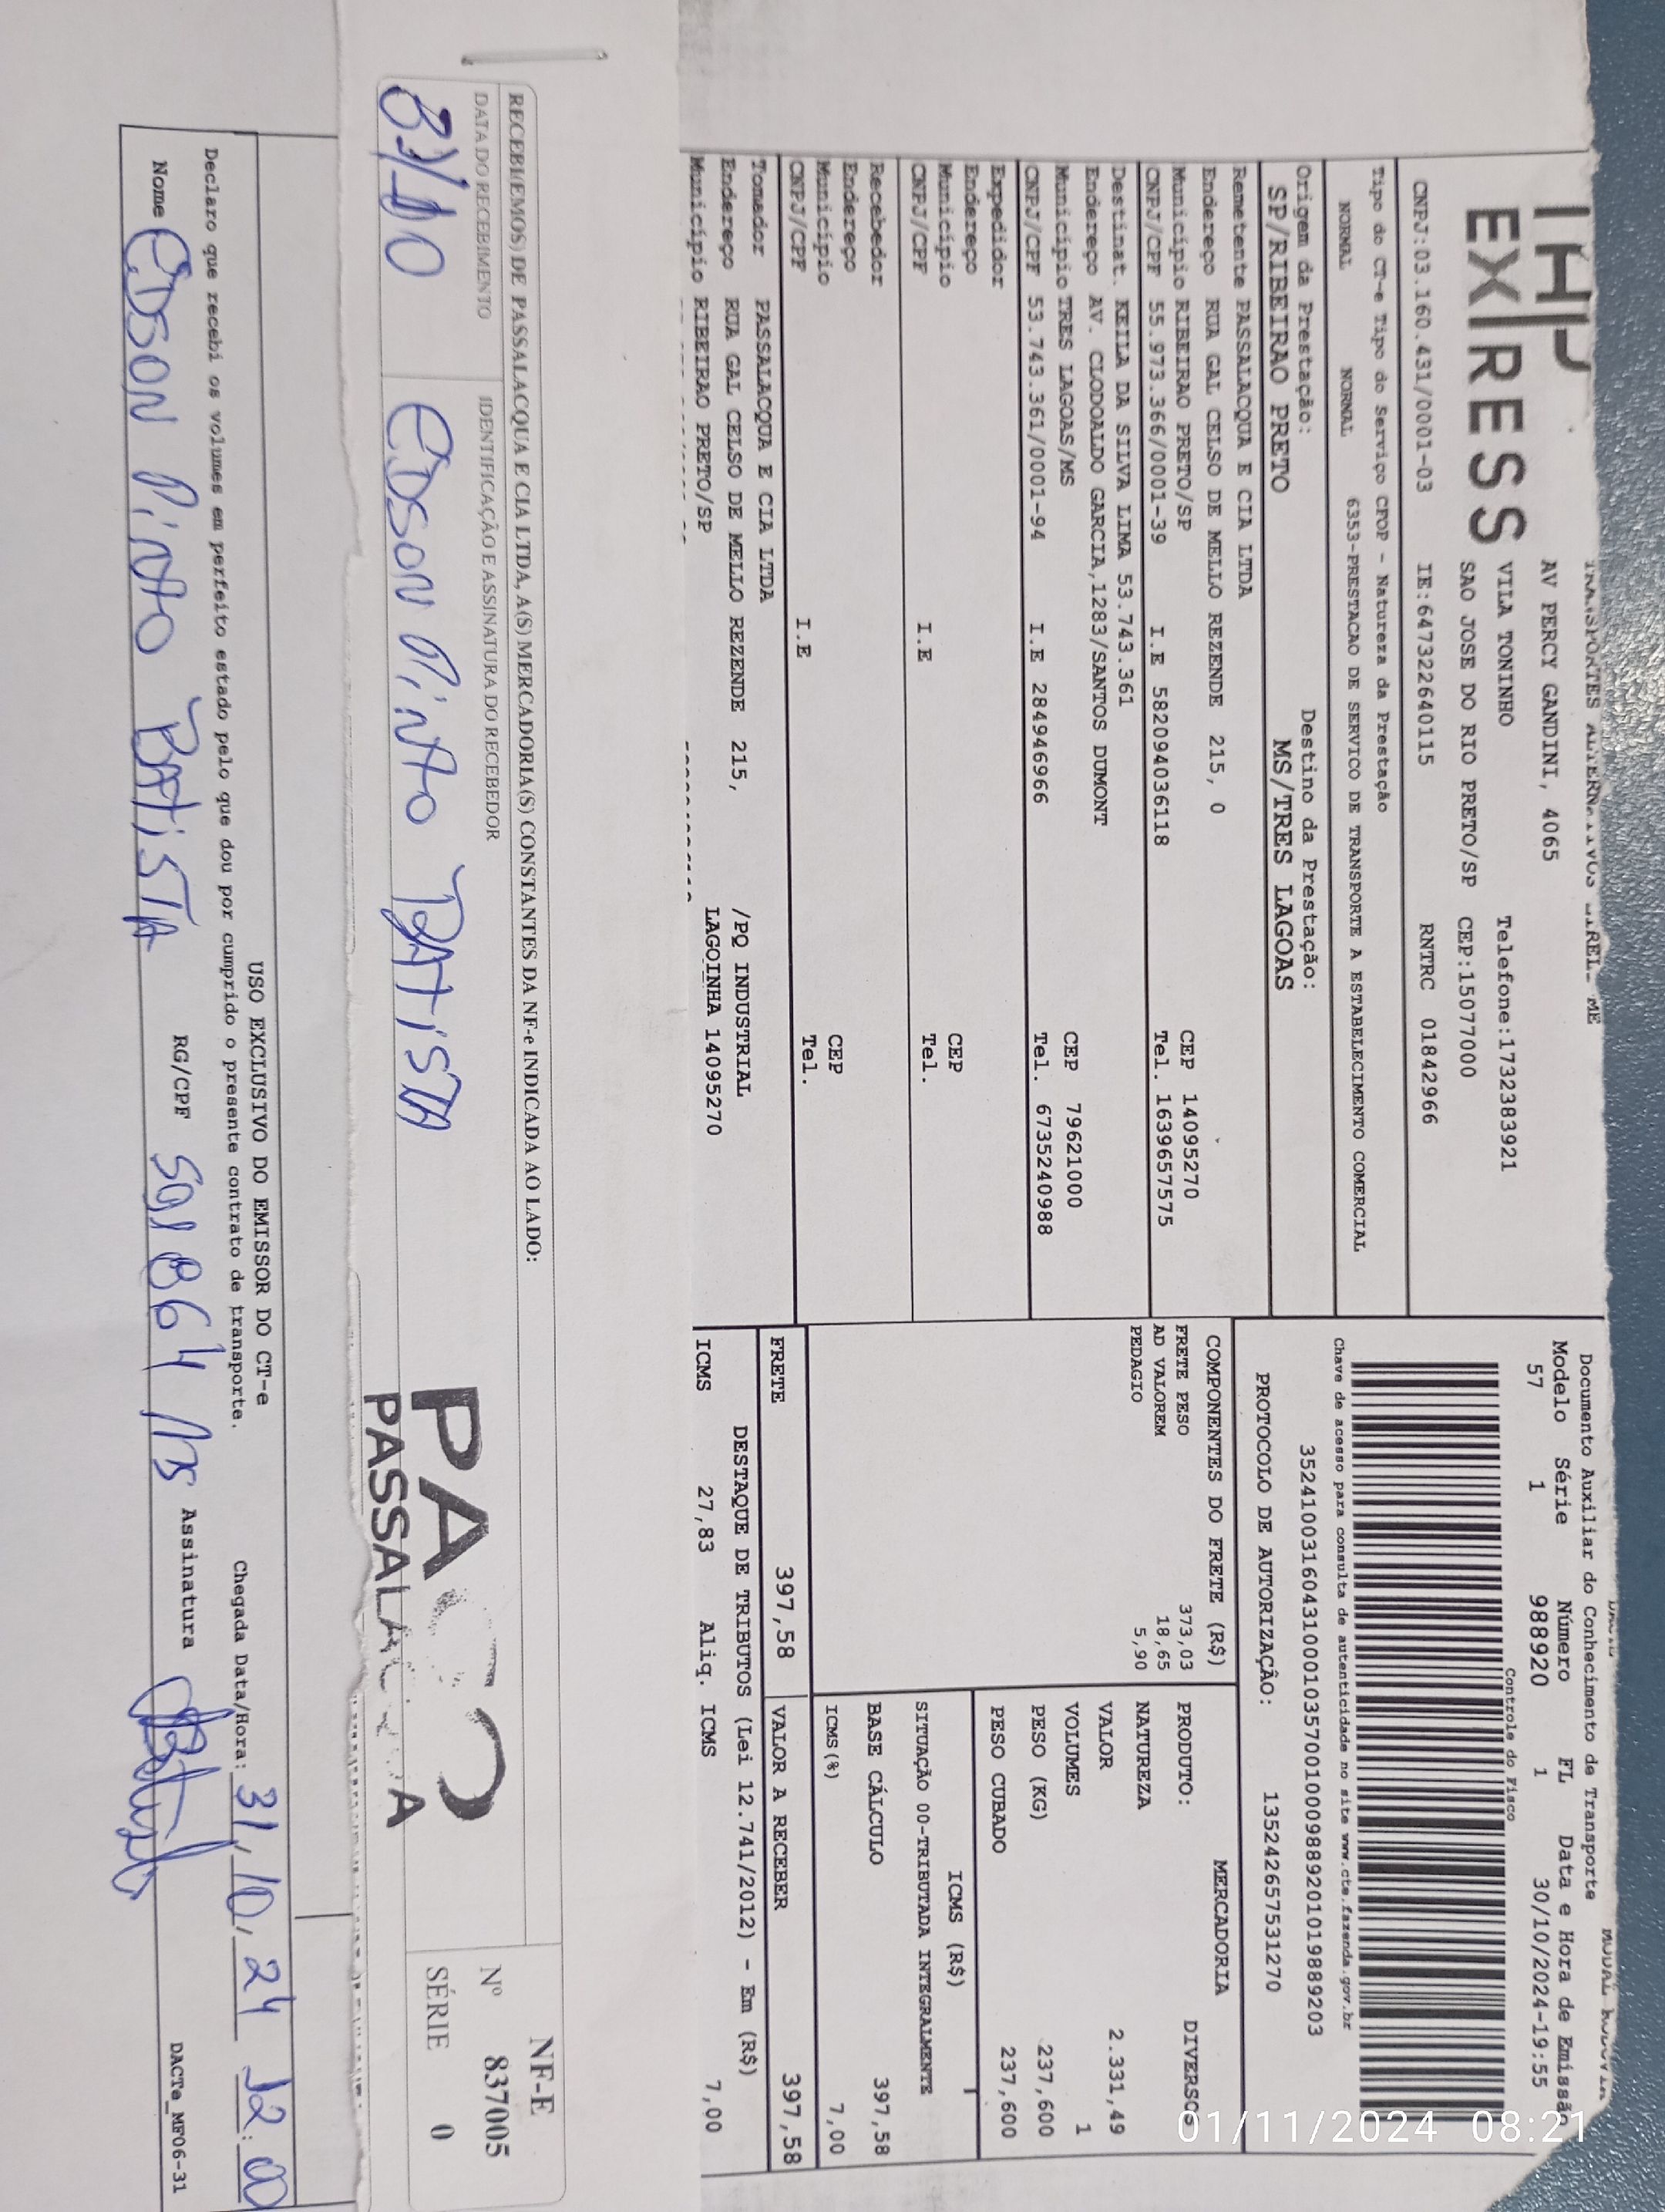 EXPRESS
AV PERCY GANDINI, 4065
VILA TONINHO Telefone:1732383921
SAO JOSE DO RIO PRETO/SP CEP:15077000
CNPJ:03.160.431/0001-03 IE:647322640115 RNTRC 01842966
Tipo do CT-e Tipo do Serviço CFOP - Natureza da Prestação
NORMAL NORMAL 6353-PRESTACAO DE SERVICO DE TRANSPORTE A ESTABELECIMENTO COMERCIAL
Origem da Prestação: Destino da Prestação:
SP/RIBEIRAO PRETO MS/TRES LAGOAS
Remetente PASSALACQUA E CIA LTDA
Endereço RUA GAL CELSO DE MELLO REZENDE 215, 0
Município RIBEIRAO PRETO/SP CEP 14095270
CNPJ/CPF 55.973.366/0001-39 I.E 582094036118 Tel. 1639657575
Destinat. KEILA DA SILVA LIMA 53.743.361
Endereço AV. CLODOALDO GARCIA,1283/SANTOS DUMONT
Município TRES LAGOAS/MS CEP 79621000
CNPJ/CPF 53.743.361/0001-94 I.E 284946966 Tel. 6735240988
Expedidor
Endereço
Município CEP
CNPJ/CPF I.E Tel.
Recebedor
Endereço
Município CEP
CNPJ/CPF I.E Tel.
Tomador PASSALACQUA E CIA LTDA
Endereço RUA GAL CELSO DE MELLO REZENDE 215, /PQ INDUSTRIAL
Município RIBEIRAO PRETO/SP LAGOINHA 14095270
Documento Auxiliar do Conhecimento de Transporte
Modelo Série Número FL Data e Hora de Emissão
57 1 988920 1 30/10/2024-19:55
Controle do Fisco
Chave de acesso para consulta de autenticidade no site www.cte.fazenda.gov.br
35241003160431000103570010009889201019889203
PROTOCOLO DE AUTORIZAÇÃO: 135242657531270
COMPONENTES DO FRETE (R$)
FRETE PESO 373,03
AD VALOREM 18,65
PEDAGIO 5,90
MERCADORIA
PRODUTO: DIVERSOS
NATUREZA
VALOR 2.331,49
VOLUMES 1
PESO (KG) 237,600
PESO CUBADO 237,600
ICMS (R$)
SITUAÇÃO 00-TRIBUTADA INTEGRALMENTE
BASE CÁLCULO 397,58
ICMS(%) 7,00
FRETE 397,58 VALOR A RECEBER 397,58
DESTAQUE DE TRIBUTOS (Lei 12.741/2012) - Em (R$)
ICMS 27,83 Aliq. ICMS 7,00
RECEBI(EMOS) DE PASSALACQUA E CIA LTDA, A(S) MERCADORIA(S) CONSTANTES DA NF-e INDICADA AO LADO:
DATA DO RECEBIMENTO IDENTIFICAÇÃO E ASSINATURA DO RECEBEDOR
31/10 EDSON Pinto BATiSTA
NF-E
Nº 837005
SÉRIE 0
USO EXCLUSIVO DO EMISSOR DO CT-e
Declaro que recebi os volumes em perfeito estado pelo que dou por cumprido o presente contrato de transporte. Chegada Data/Hora: 31/10/24 12:00
Nome EDSON Pinto BATiSTA RG/CPF Assinatura
DACTe_MF06-31
01/11/2024 08:21